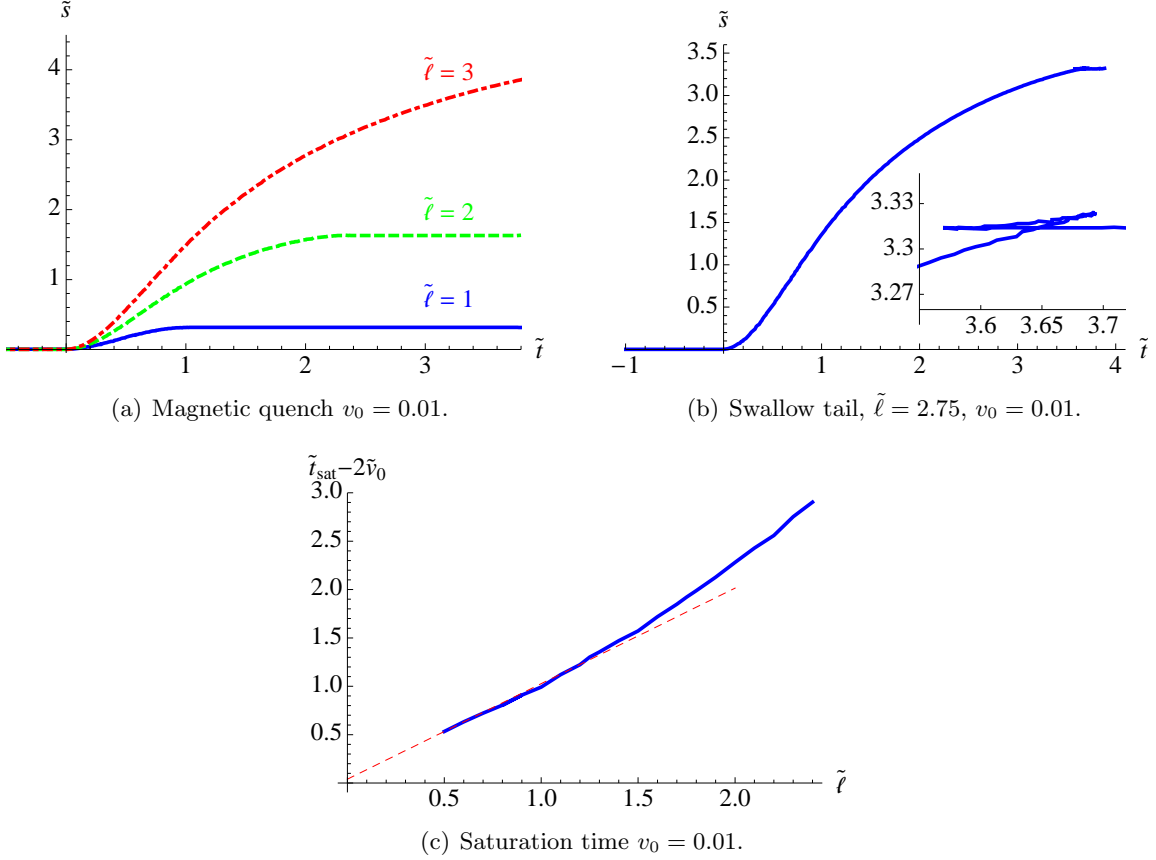 s̃
4
3
2
1
ℓ̃ = 3
ℓ̃ = 2
ℓ̃ = 1
1 2 3 t̃
(a) Magnetic quench v₀ = 0.01.
s̃
3.5
3.0
2.5
2.0
1.5
1.0
0.5
−1 1 2 3 4 t̃
3.33
3.3
3.27
3.6 3.65 3.7
(b) Swallow tail, ℓ̃ = 2.75, v₀ = 0.01.
t̃sat−2ṽ₀
3.0
2.5
2.0
1.5
1.0
0.5
0.5 1.0 1.5 2.0 ℓ̃
(c) Saturation time v₀ = 0.01.